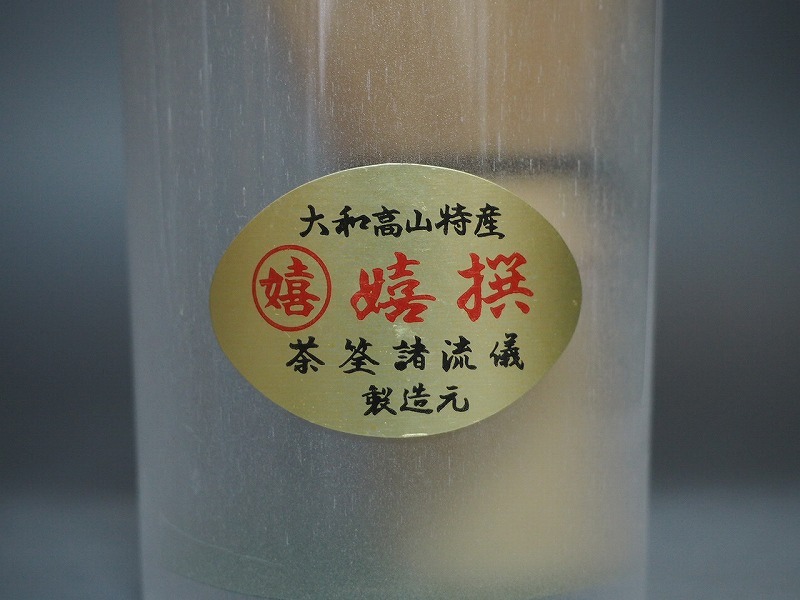 大和高山特産
嬉 嬉撰
茶筌諸流儀
製造元